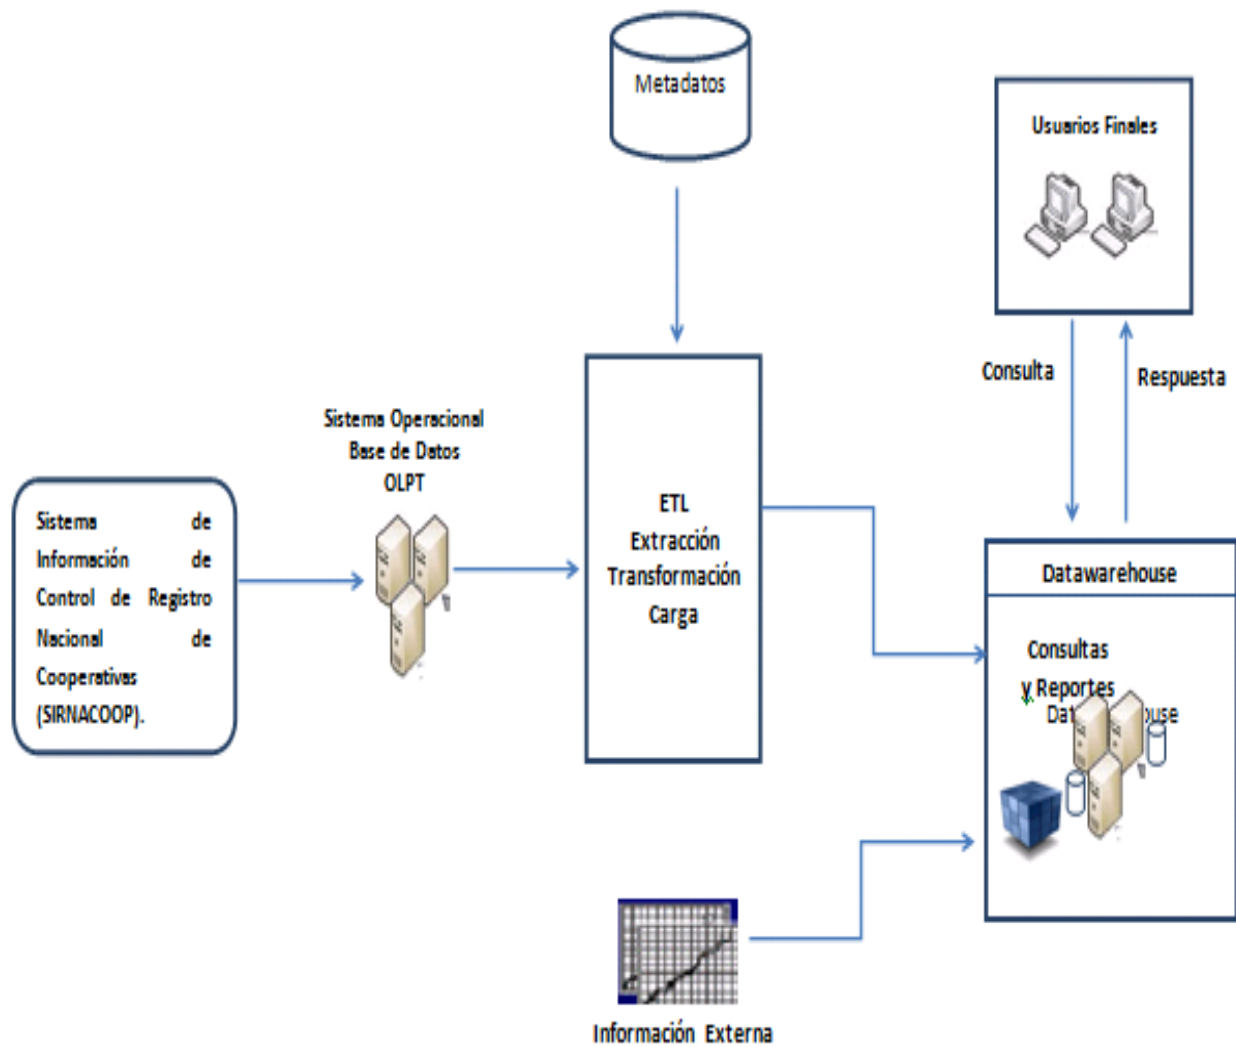 Metadatos
Usuarios Finales
Consulta
Respuesta
Sistema Operacional
Base de Datos
OLPT
Sistema de
Información de
Control de Registro
Nacional de
Cooperativas
(SIRNACOOP).
ETL
Extracción
Transformación
Carga
Datawarehouse
Consultas
y Reportes
Información Externa